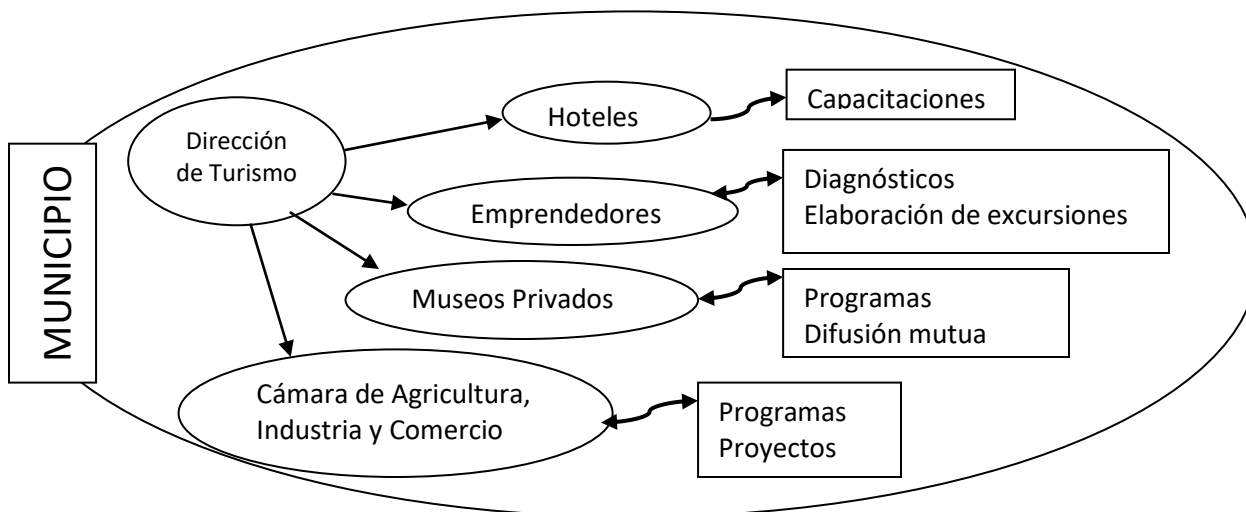 MUNICIPIO
Dirección
de Turismo
Hoteles
Capacitaciones
Emprendedores
Diagnósticos
Elaboración de excursiones
Museos Privados
Programas
Difusión mutua
Cámara de Agricultura,
Industria y Comercio
Programas
Proyectos